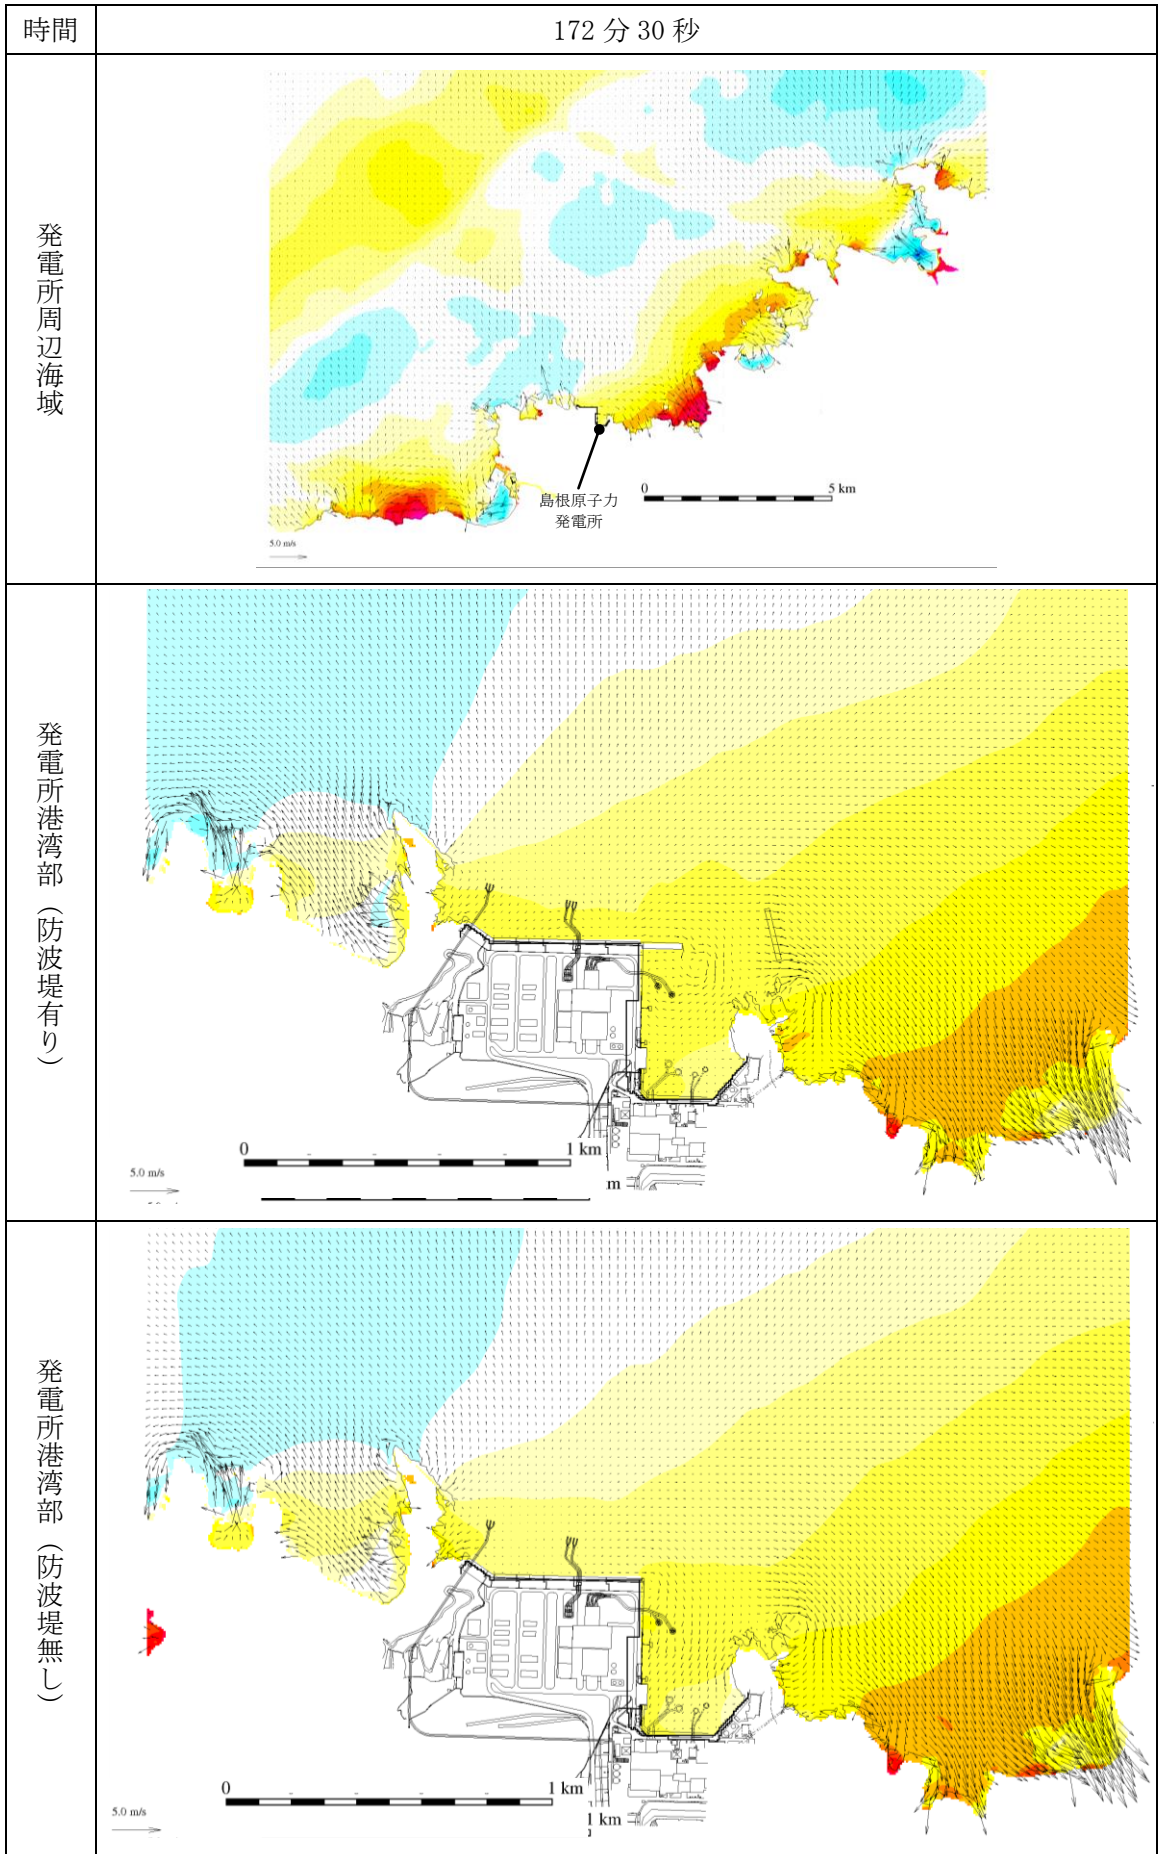 時間
172 分 30 秒
発電所周辺海域
島根原子力
発電所
0
5 km
5.0 m/s
発電所港湾部（防波堤有り）
0
1 km
5.0 m/s
m
発電所港湾部（防波堤無し）
0
1 km
5.0 m/s
1 km